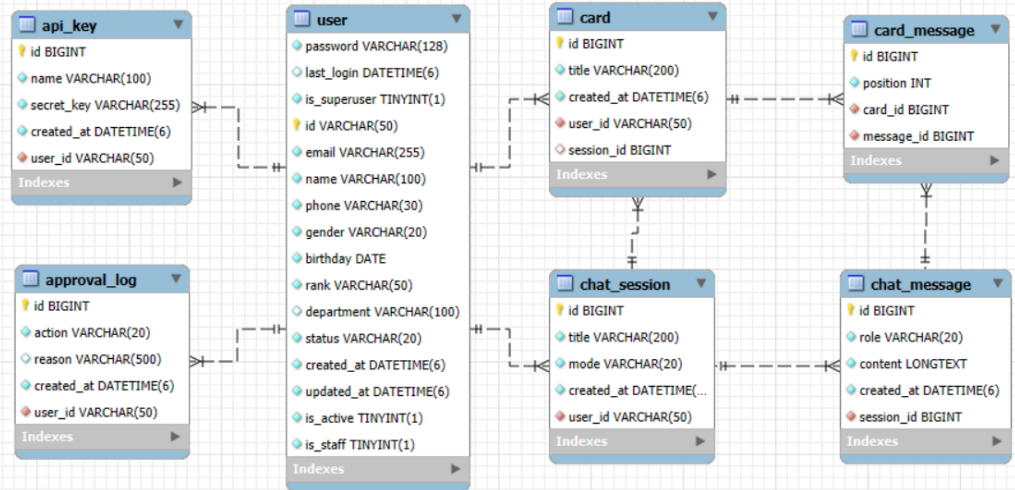 api_key
id BIGINT
name VARCHAR(100)
secret_key VARCHAR(255)
created_at DATETIME(6)
user_id VARCHAR(50)
Indexes
user
password VARCHAR(128)
last_login DATETIME(6)
is_superuser TINYINT(1)
id VARCHAR(50)
email VARCHAR(255)
name VARCHAR(100)
phone VARCHAR(30)
gender VARCHAR(20)
birthday DATE
rank VARCHAR(50)
department VARCHAR(100)
status VARCHAR(20)
created_at DATETIME(6)
updated_at DATETIME(6)
is_active TINYINT(1)
is_staff TINYINT(1)
Indexes
card
id BIGINT
title VARCHAR(200)
created_at DATETIME(6)
user_id VARCHAR(50)
session_id BIGINT
Indexes
card_message
id BIGINT
position INT
card_id BIGINT
message_id BIGINT
Indexes
approval_log
id BIGINT
action VARCHAR(20)
reason VARCHAR(500)
created_at DATETIME(6)
user_id VARCHAR(50)
Indexes
chat_session
id BIGINT
title VARCHAR(200)
mode VARCHAR(20)
created_at DATETIME(...
user_id VARCHAR(50)
Indexes
chat_message
id BIGINT
role VARCHAR(20)
content LONGTEXT
created_at DATETIME(6)
session_id BIGINT
Indexes